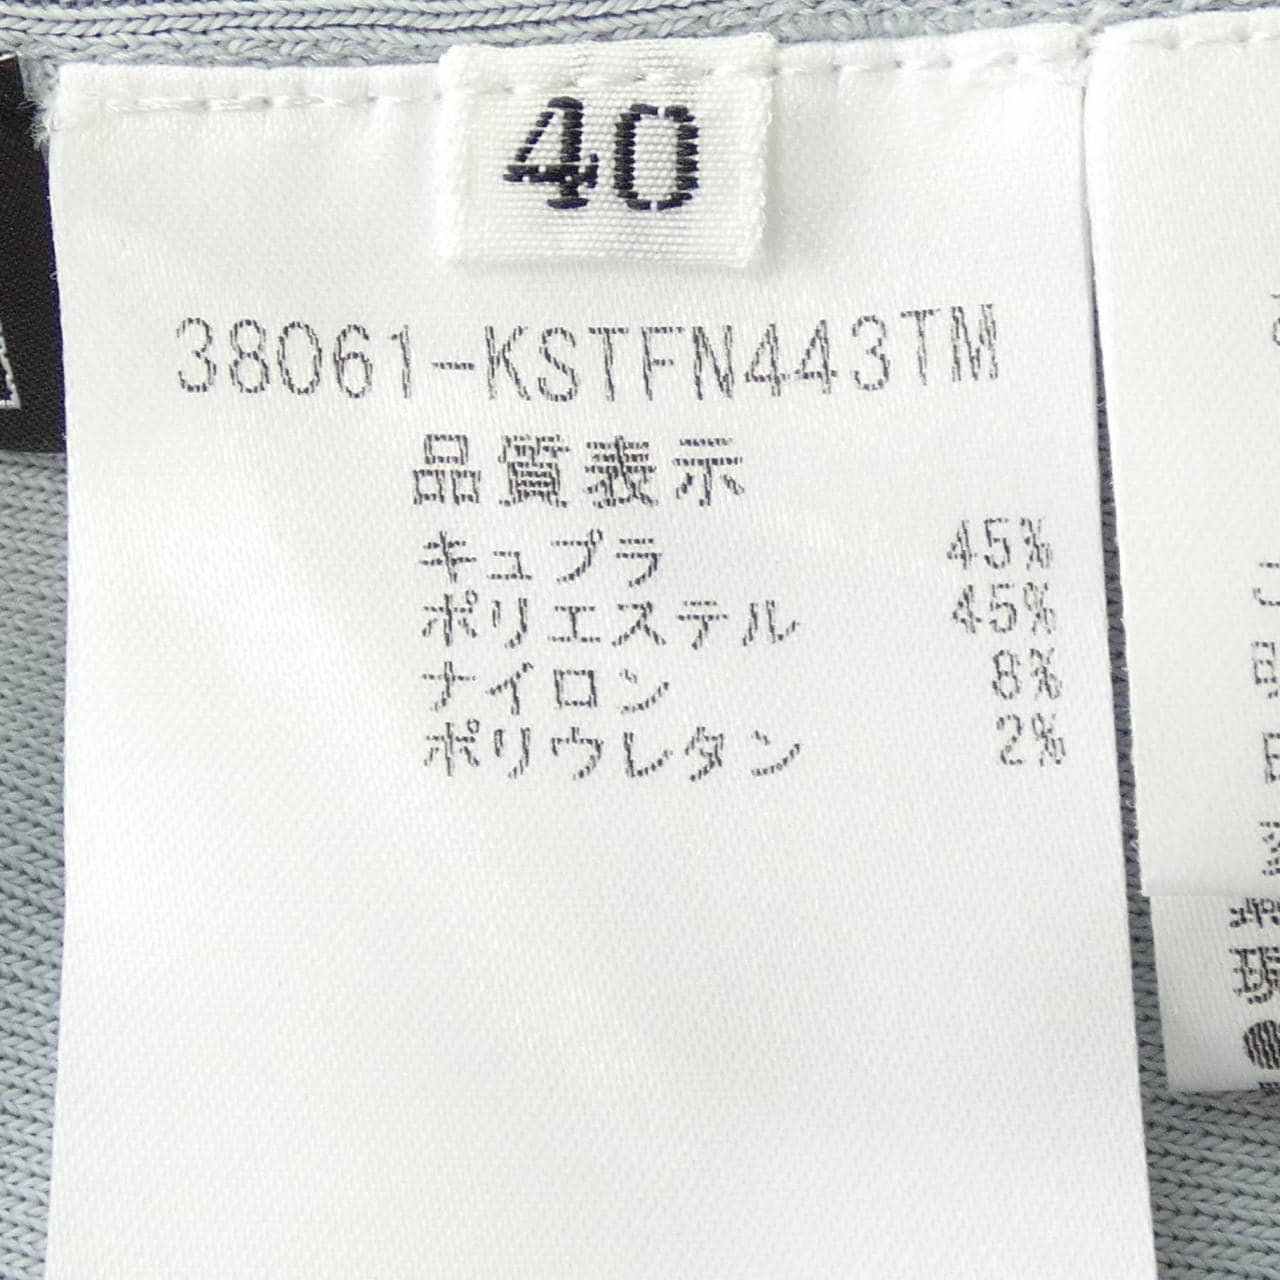 40
38061-KSTFN443TM
品質表示
キュプラ 45%
ポリエステル 45%
ナイロン 8%
ポリウレタン 2%